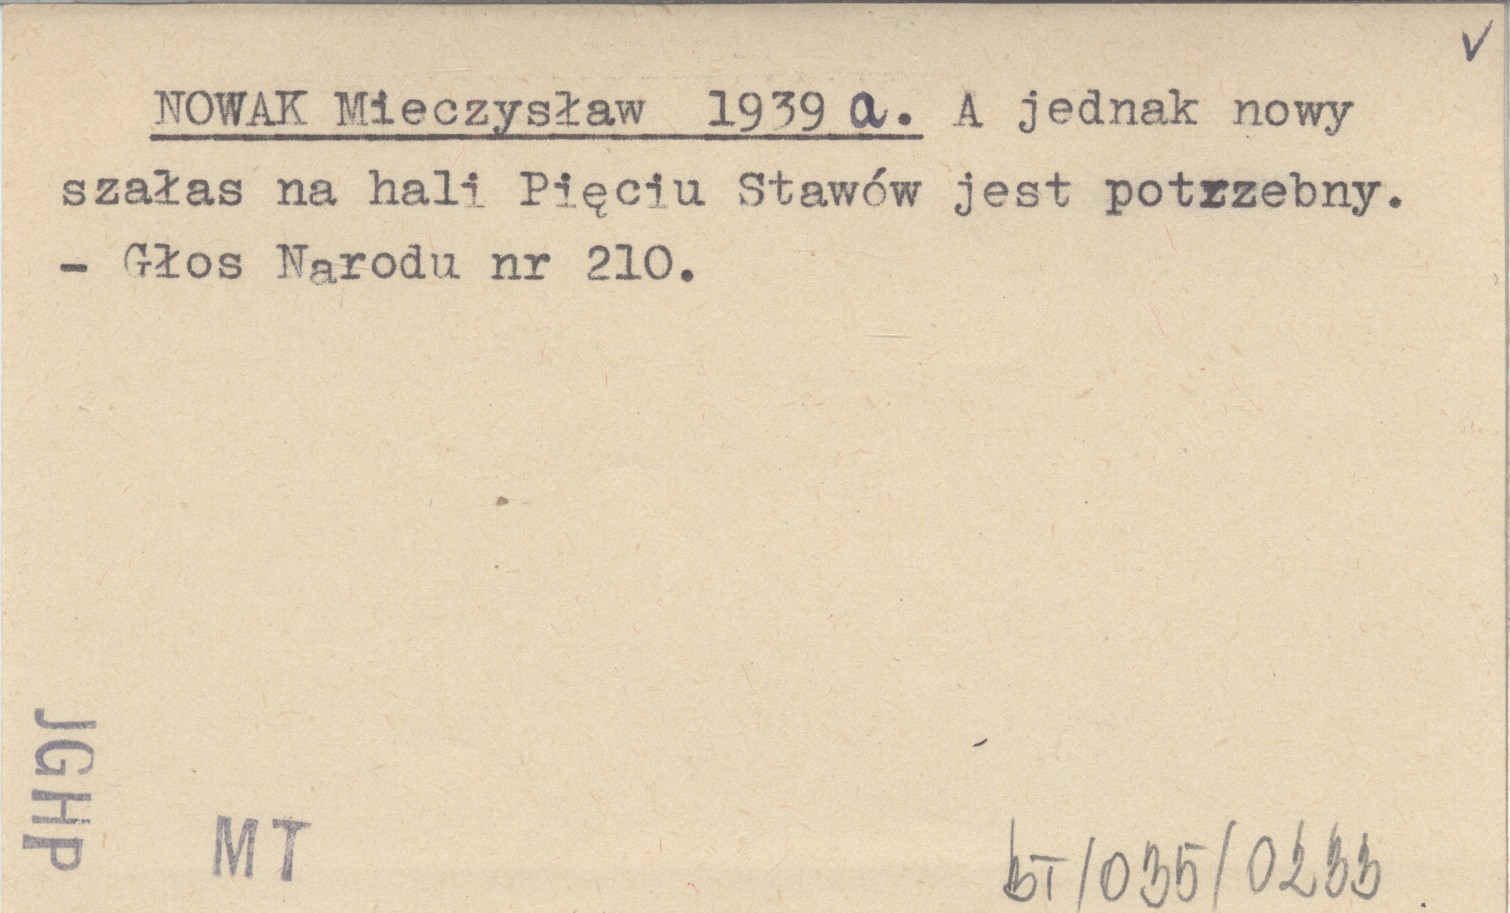 ✓
NOWAK Mieczysław 1939 a. A jednak nowy
szałas na hali Pięciu Stawów jest potrzebny.
- Głos Narodu nr 210.
JGHP
MT
bT/035/0233